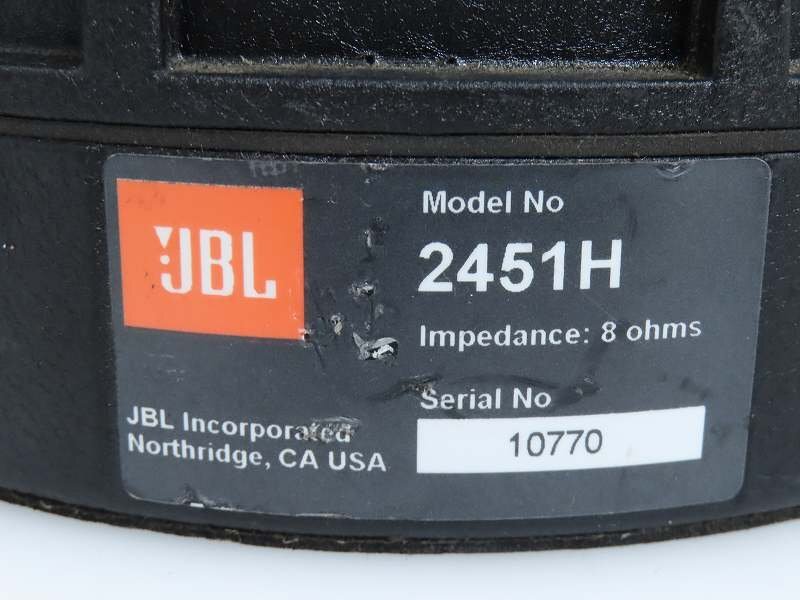 JBL
Model No
2451H
Impedance: 8 ohms
Serial No
10770
JBL Incorporated
Northridge, CA USA